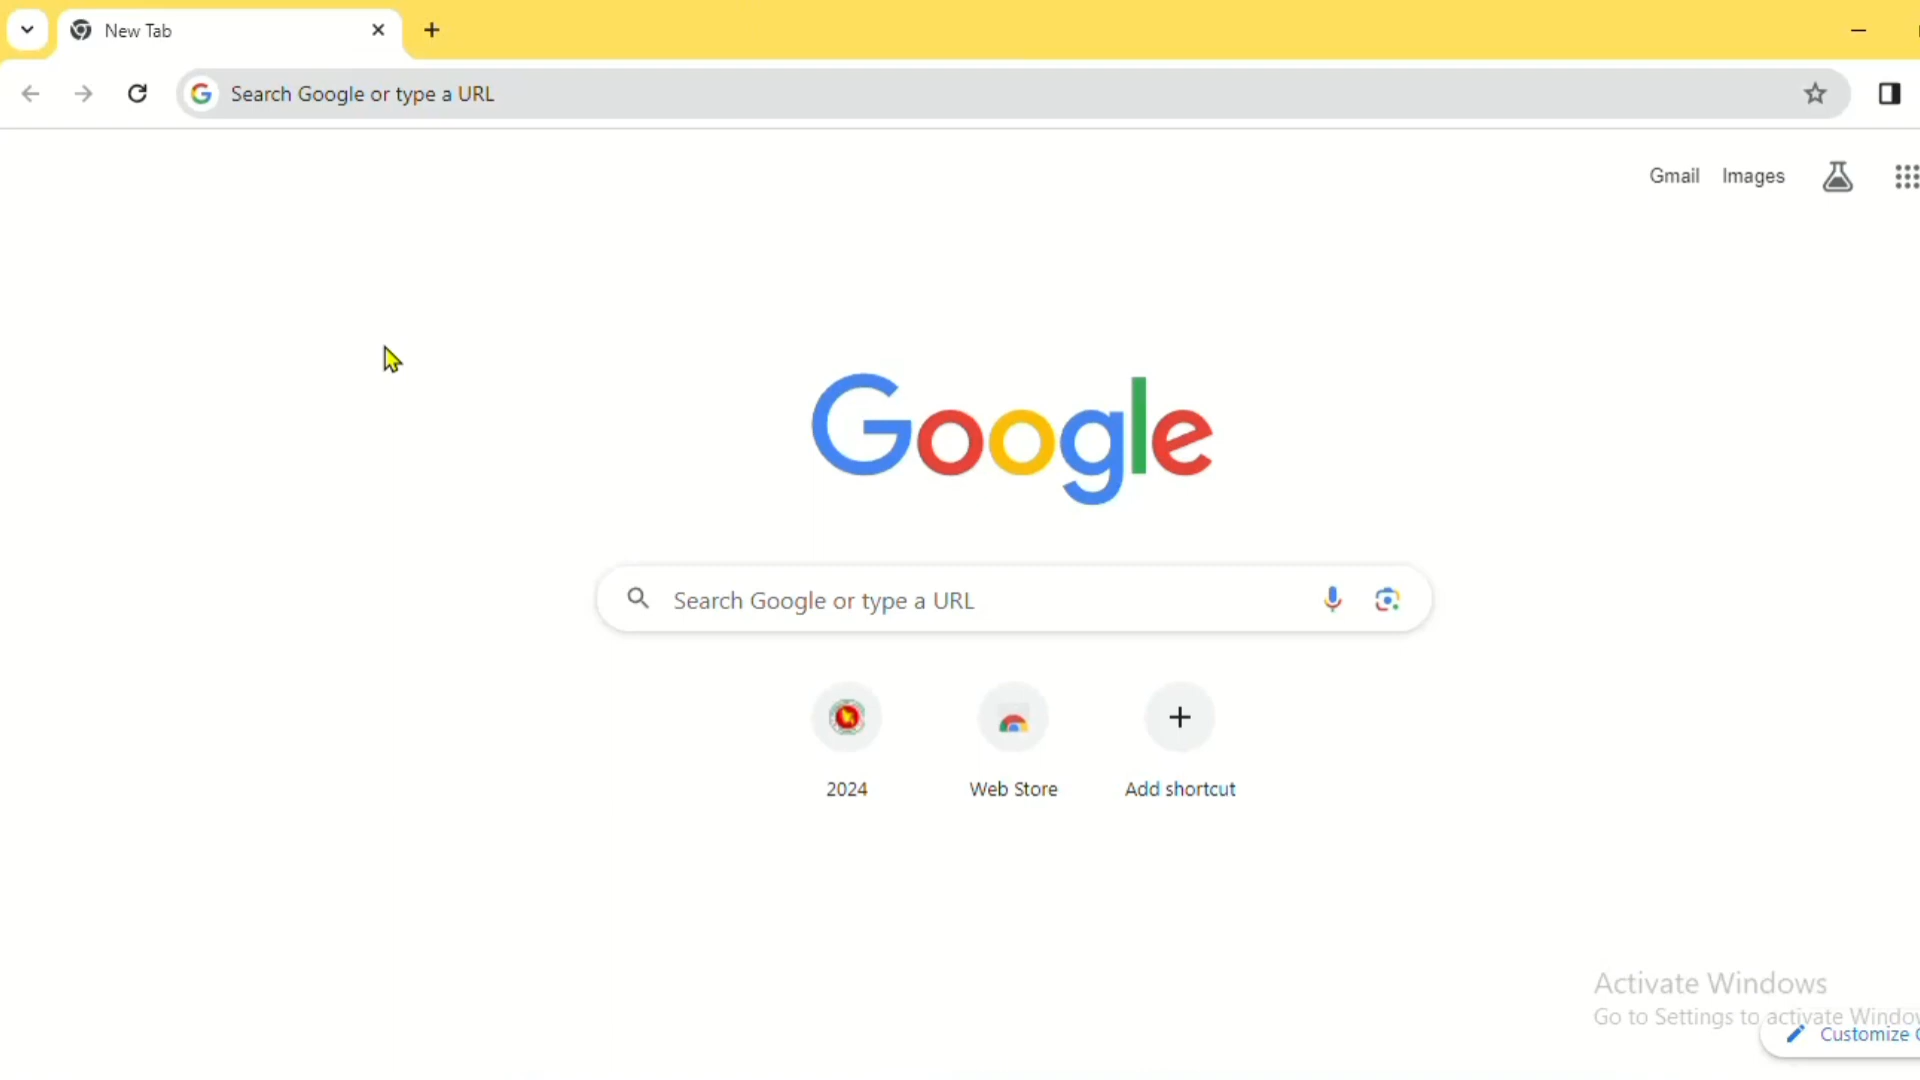 New Tab
Search Google or type a URL
Gmail Images
Google
Search Google or type a URL
2024 Web Store Add shortcut
Activate Windows
Go to Settings to activate
Customize